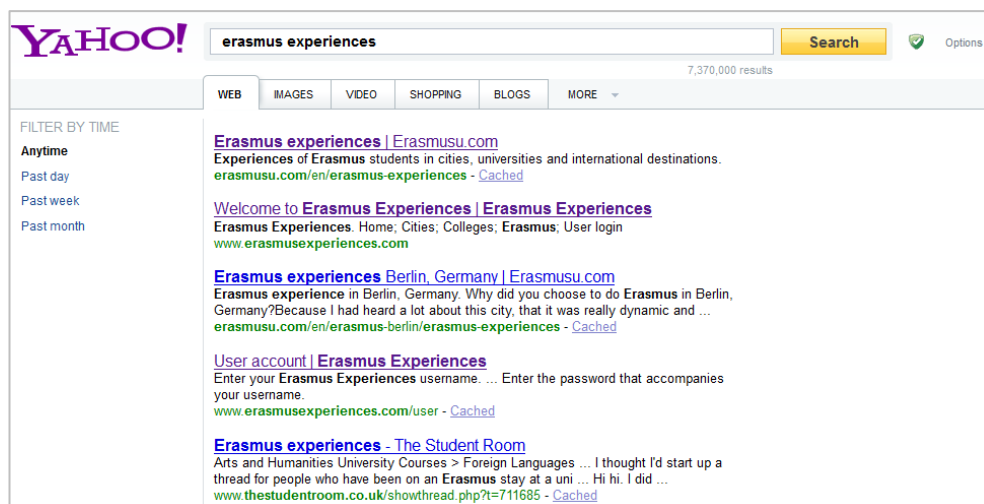 YAHOO!
erasmus experiences
Search
Options
7,370,000 results
WEB IMAGES VIDEO SHOPPING BLOGS MORE
FILTER BY TIME
Anytime
Past day
Past week
Past month
Erasmus experiences | Erasmusu.com
Experiences of Erasmus students in cities, universities and international destinations.
erasmusu.com/en/erasmus-experiences - Cached
Welcome to Erasmus Experiences | Erasmus Experiences
Erasmus Experiences. Home; Cities; Colleges; Erasmus; User login
www.erasmusexperiences.com
Erasmus experiences Berlin, Germany | Erasmusu.com
Erasmus experience in Berlin, Germany. Why did you choose to do Erasmus in Berlin,
Germany?Because I had heard a lot about this city, that it was really dynamic and ...
erasmusu.com/en/erasmus-berlin/erasmus-experiences - Cached
User account | Erasmus Experiences
Enter your Erasmus Experiences username. ... Enter the password that accompanies
your username.
www.erasmusexperiences.com/user - Cached
Erasmus experiences - The Student Room
Arts and Humanities University Courses > Foreign Languages ... I thought I'd start up a
thread for people who have been on an Erasmus stay at a uni ... Hi hi. I did ...
www.thestudentroom.co.uk/showthread.php?t=711685 - Cached